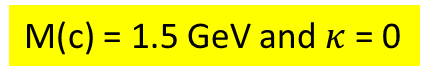 M(c) = 1.5 GeV and κ = 0